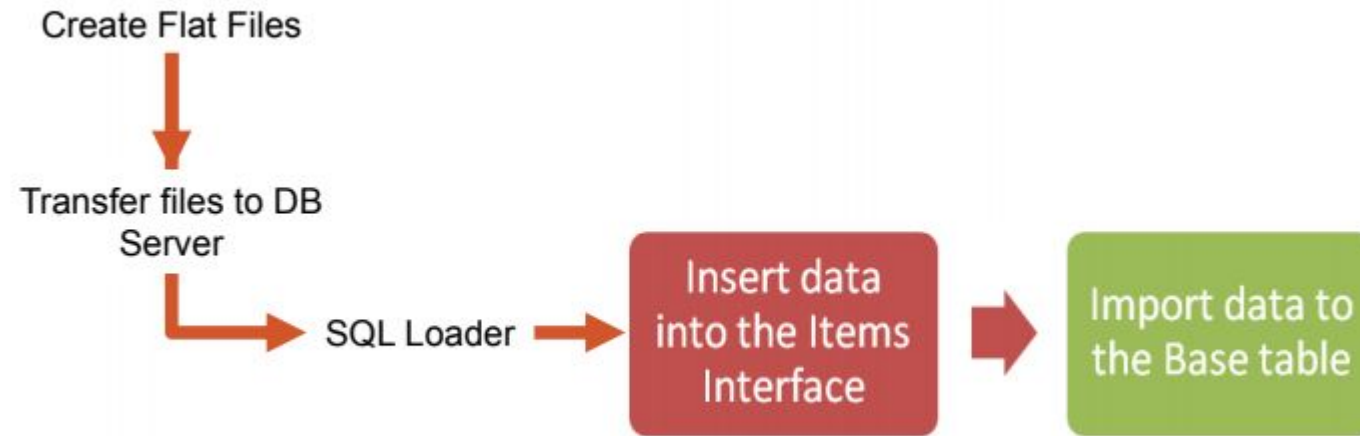 Create Flat Files
Transfer files to DB
Server
SQL Loader
Insert data
into the Items
Interface
Import data to
the Base table